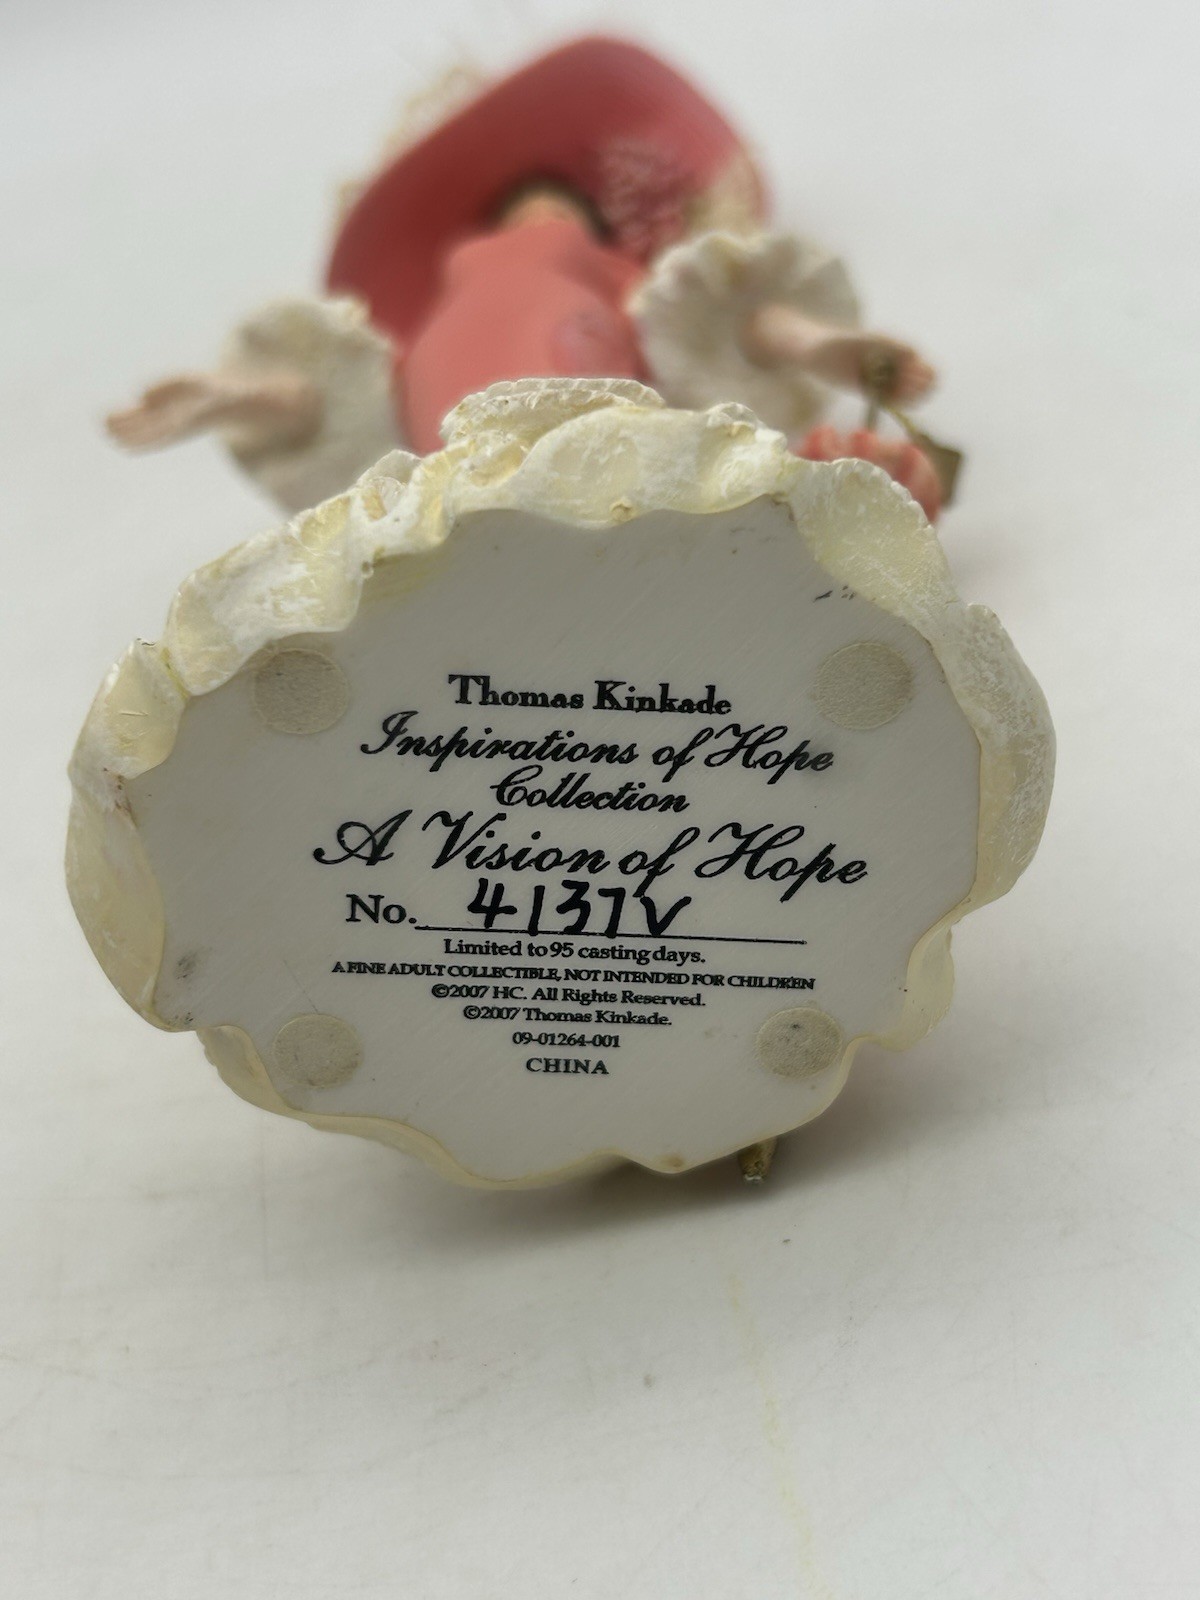 Thomas Kinkade
Inspirations of Hope
Collection
A Vision of Hope
No. 4137V
Limited to 95 casting days.
A FINE ADULT COLLECTIBLE, NOT INTENDED FOR CHILDREN
©2007 HC. All Rights Reserved.
©2007 Thomas Kinkade.
09-01264-001
CHINA